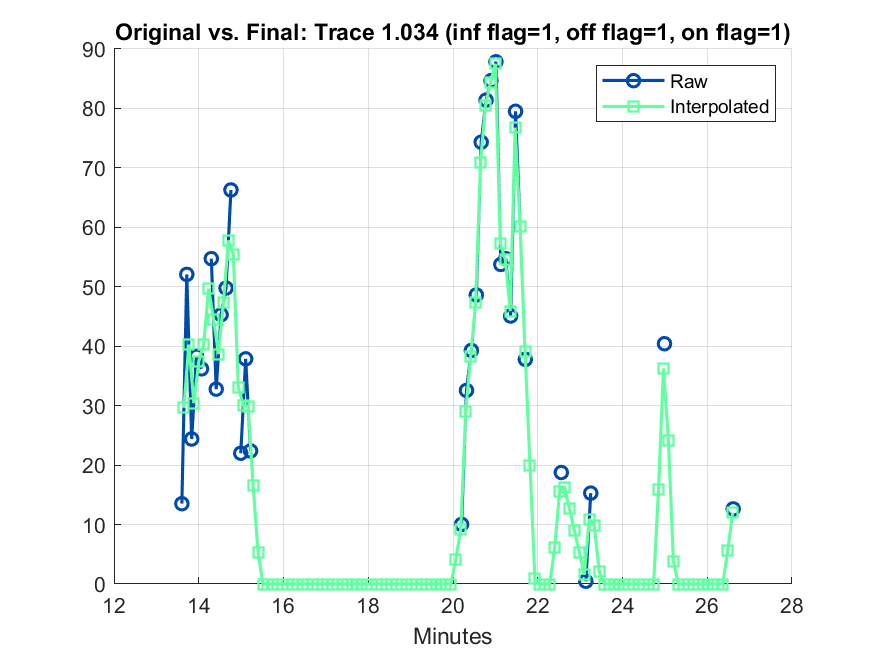 Original vs. Final: Trace 1.034 (inf flag=1, off flag=1, on flag=1)
90
80
70
60
50
40
30
20
10
0
Raw
Interpolated
12 14 16 18 20 22 24 26 28
Minutes